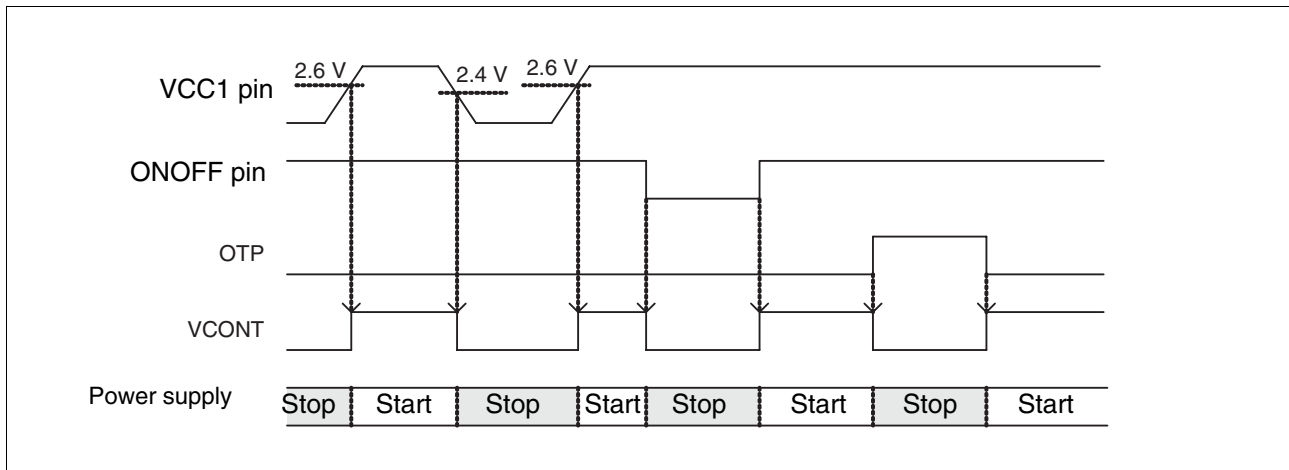 2.6 V
2.4 V
2.6 V
VCC1 pin
ONOFF pin
OTP
VCONT
Power supply
Stop Start Stop Start Stop Start Stop Start